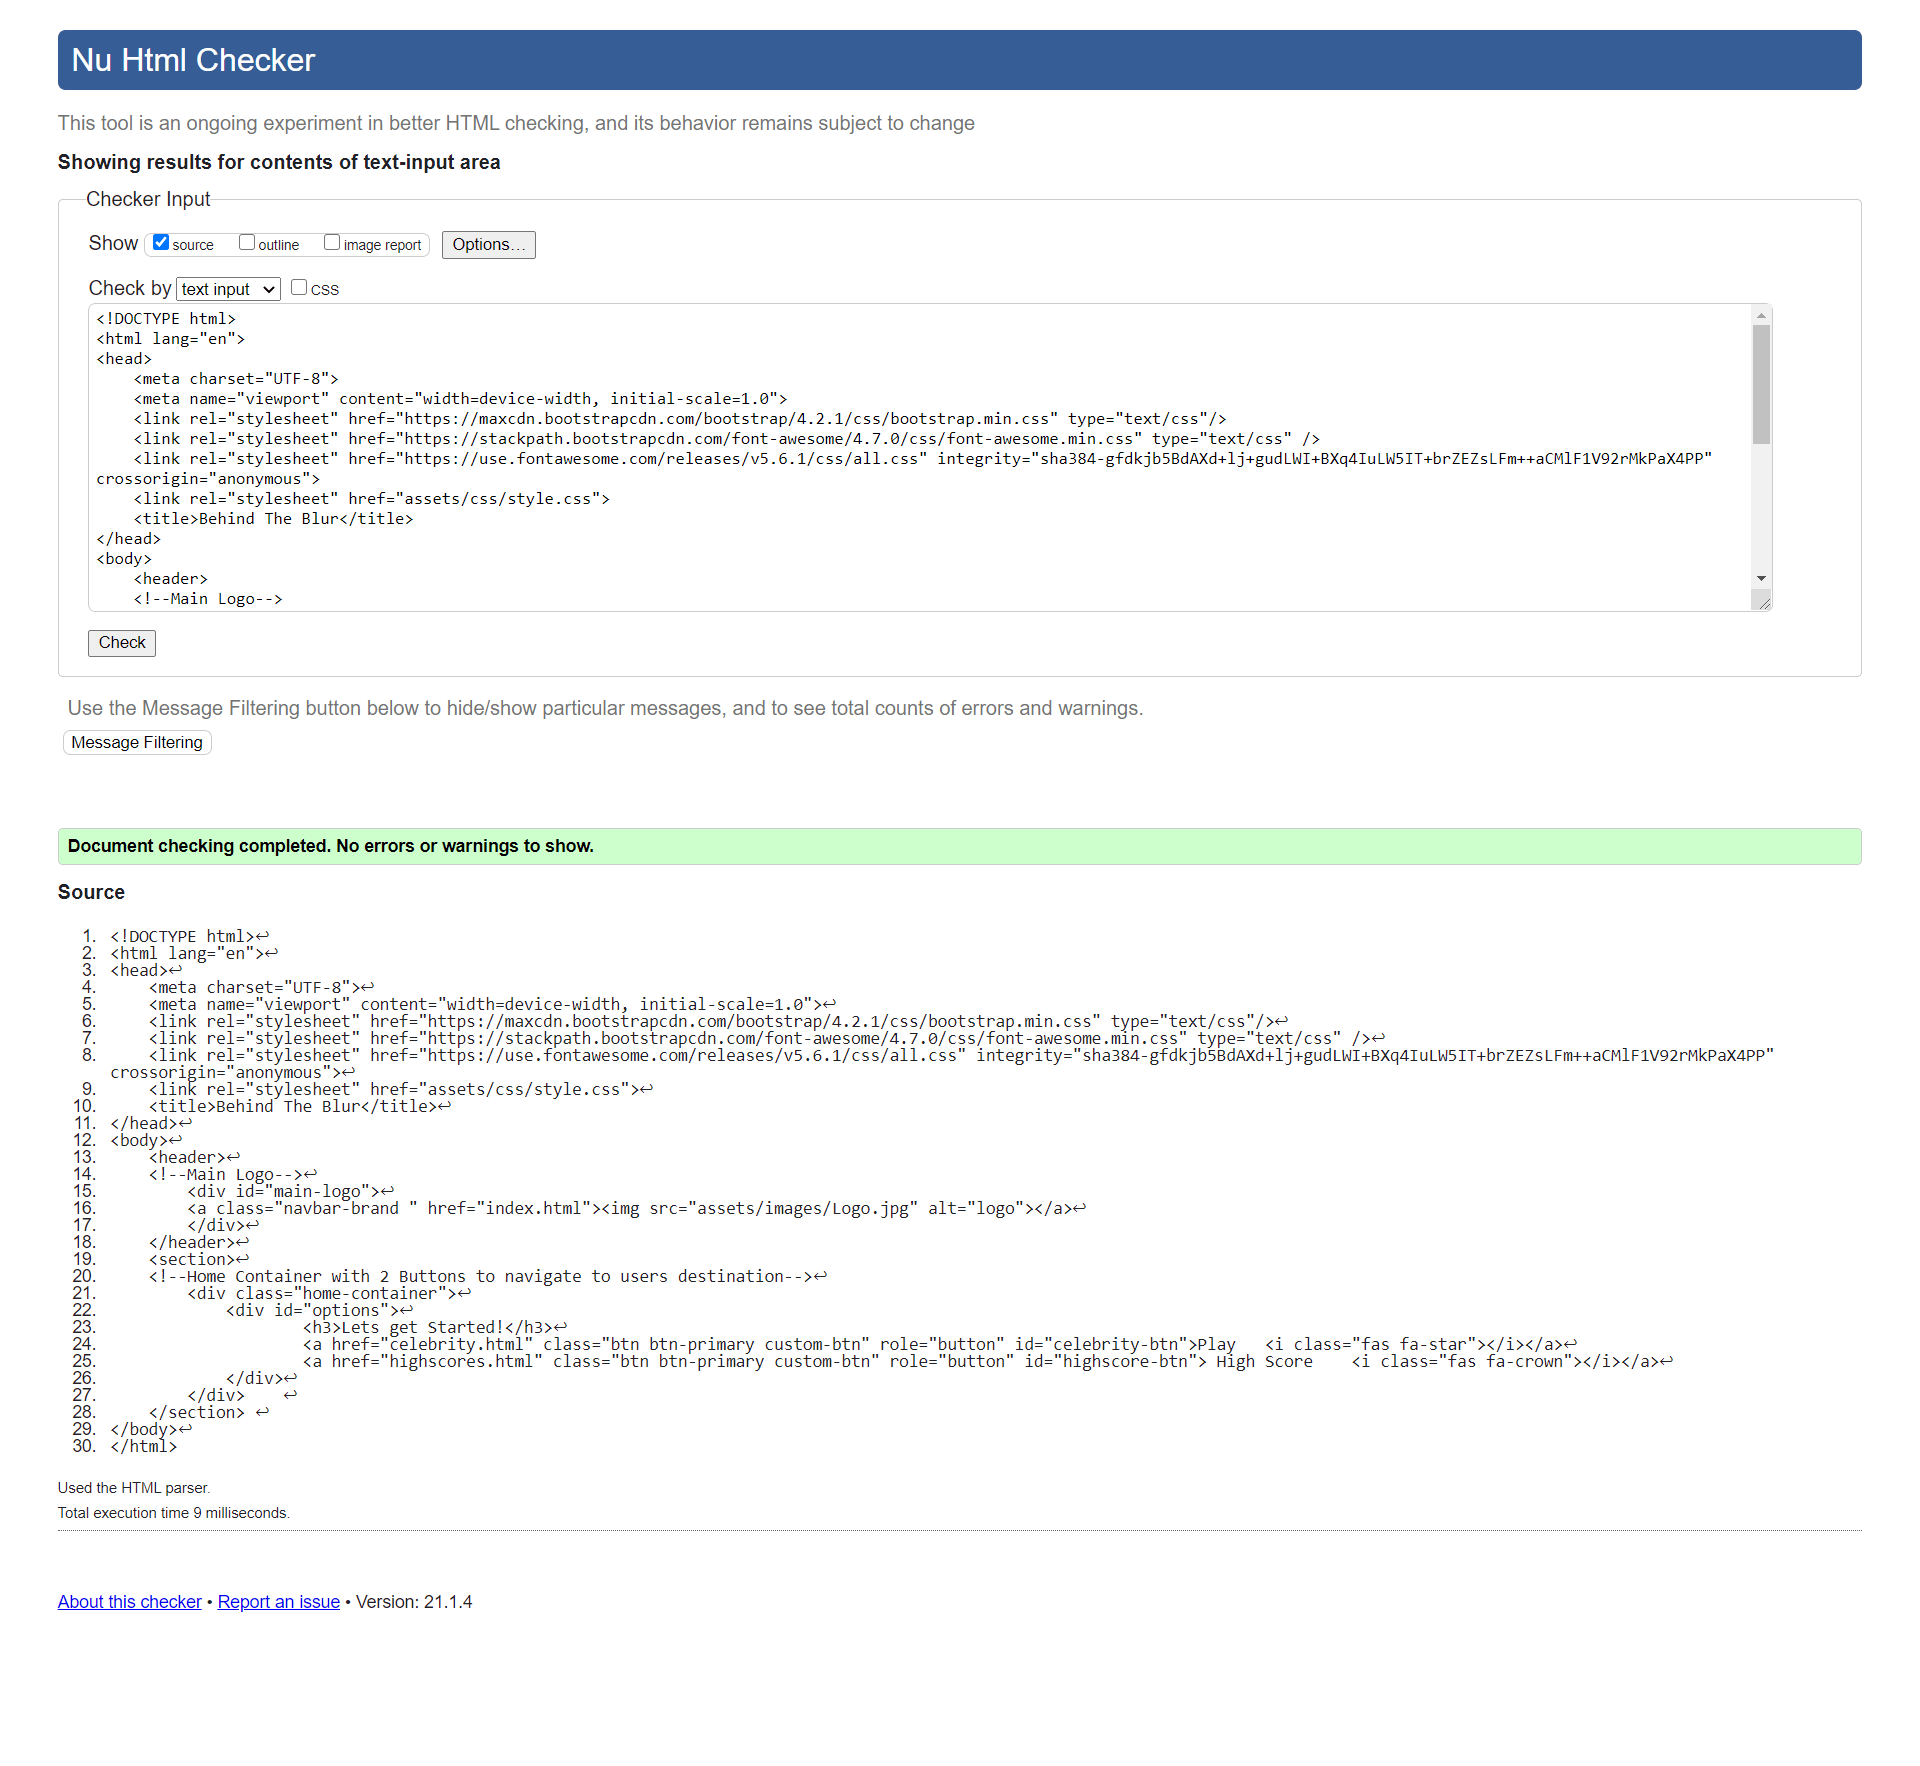 Nu Html Checker
This tool is an ongoing experiment in better HTML checking, and its behavior remains subject to change
Showing results for contents of text-input area
Checker Input
Show source outline image report Options...
Check by text input CSS
<!DOCTYPE html>
<html lang="en">
<head>
    <meta charset="UTF-8">
    <meta name="viewport" content="width=device-width, initial-scale=1.0">
    <link rel="stylesheet" href="https://maxcdn.bootstrapcdn.com/bootstrap/4.2.1/css/bootstrap.min.css" type="text/css"/>
    <link rel="stylesheet" href="https://stackpath.bootstrapcdn.com/font-awesome/4.7.0/css/font-awesome.min.css" type="text/css" />
    <link rel="stylesheet" href="https://use.fontawesome.com/releases/v5.6.1/css/all.css" integrity="sha384-gfdkjb5BdAXd+lj+gudLWI+BXq4IuLW5IT+brZEZsLFm++aCMlF1V92rMkPaX4PP"
crossorigin="anonymous">
    <link rel="stylesheet" href="assets/css/style.css">
    <title>Behind The Blur</title>
</head>
<body>
    <header>
    <!--Main Logo-->
Check
Use the Message Filtering button below to hide/show particular messages, and to see total counts of errors and warnings.
Message Filtering
Document checking completed. No errors or warnings to show.
Source
1. <!DOCTYPE html>↩
2. <html lang="en">↩
3. <head>↩
4.     <meta charset="UTF-8">↩
5.     <meta name="viewport" content="width=device-width, initial-scale=1.0">↩
6.     <link rel="stylesheet" href="https://maxcdn.bootstrapcdn.com/bootstrap/4.2.1/css/bootstrap.min.css" type="text/css"/>↩
7.     <link rel="stylesheet" href="https://stackpath.bootstrapcdn.com/font-awesome/4.7.0/css/font-awesome.min.css" type="text/css" />↩
8.     <link rel="stylesheet" href="https://use.fontawesome.com/releases/v5.6.1/css/all.css" integrity="sha384-gfdkjb5BdAXd+lj+gudLWI+BXq4IuLW5IT+brZEZsLFm++aCMlF1V92rMkPaX4PP"
crossorigin="anonymous">↩
9.     <link rel="stylesheet" href="assets/css/style.css">↩
10.     <title>Behind The Blur</title>↩
11. </head>↩
12. <body>↩
13.     <header>↩
14.     <!--Main Logo-->↩
15.         <div id="main-logo">↩
16.         <a class="navbar-brand " href="index.html"><img src="assets/images/Logo.jpg" alt="logo"></a>↩
17.         </div>↩
18.     </header>↩
19.     <section>↩
20.     <!--Home Container with 2 Buttons to navigate to users destination-->↩
21.         <div class="home-container">↩
22.             <div id="options">↩
23.                     <h3>Lets get Started!</h3>↩
24.                     <a href="celebrity.html" class="btn btn-primary custom-btn" role="button" id="celebrity-btn">Play   <i class="fas fa-star"></i></a>↩
25.                     <a href="highscores.html" class="btn btn-primary custom-btn" role="button" id="highscore-btn"> High Score    <i class="fas fa-crown"></i></a>↩
26.             </div>↩
27.         </div>    ↩
28.     </section> ↩
29. </body>↩
30. </html>
Used the HTML parser.
Total execution time 9 milliseconds.
About this checker • Report an issue • Version: 21.1.4